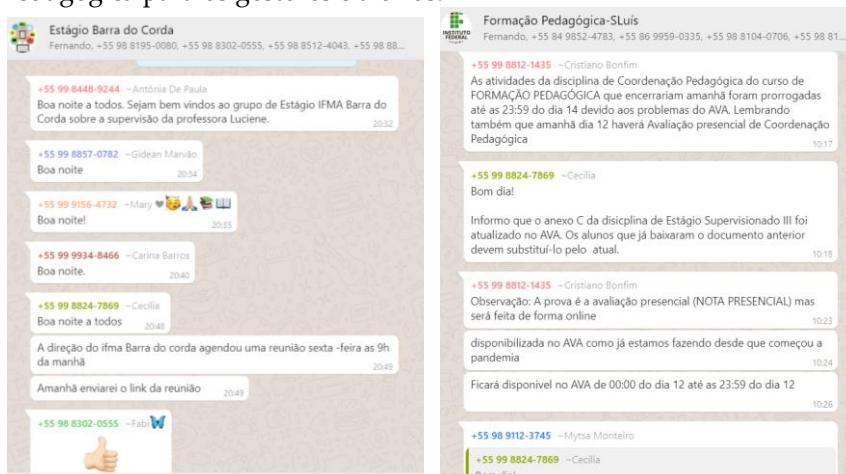 Estágio Barra do Corda
Fernando, +55 98 8195-0080, +55 98 8302-0555, +55 98 8512-4043, +55 98 88...
+55 99 8448-9244 ~Antônia De Paula
Boa noite a todos. Sejam bem vindos ao grupo de Estágio IFMA Barra do
Corda sobre a supervisão da professora Luciene.
20:32
+55 99 8857-0782 ~Gidean Marvão
Boa noite
20:34
+55 99 9156-4732 ~Mary
Boa noite!
20:35
+55 99 9934-8466 ~Carina Barros
Boa noite.
20:40
+55 99 8824-7869 ~Cecília
Boa noite a todos
20:48
A direção do ifma Barra do corda agendou uma reunião sexta -feira as 9h
da manhã
20:49
Amanhã enviarei o link da reunião
20:49
+55 98 8302-0555 ~Fabi
INSTITUTO
FEDERAL
Formação Pedagógica-SLuís
Fernando, +55 84 9852-4783, +55 86 9959-0335, +55 98 8104-0706, +55 98 81...
+55 99 8812-1435 ~Cristiano Bonfim
As atividades da disciplina de Coordenação Pedagógica do curso de
FORMAÇÃO PEDAGÓGICA que encerrariam amanhã foram prorrogadas
até as 23:59 do dia 14 devido aos problemas do AVA. Lembrando
também que amanhã dia 12 haverá Avaliação presencial de Coordenação
Pedagógica
10:17
+55 99 8824-7869 ~Cecília
Bom dia!
Informo que o anexo C da disicplina de Estágio Supervisionado III foi
atualizado no AVA. Os alunos que já baixaram o documento anterior
devem substituí-lo pelo atual.
10:18
+55 99 8812-1435 ~Cristiano Bonfim
Observação: A prova é a avaliação presencial (NOTA PRESENCIAL) mas
será feita de forma online
10:23
disponibilizada no AVA como já estamos fazendo desde que começou a
pandemia
10:24
Ficará disponivel no AVA de 00:00 do dia 12 até as 23:59 do dia 12
10:26
+55 98 9112-3745 ~Mytsa Monteiro
+55 99 8824-7869 ~Cecília